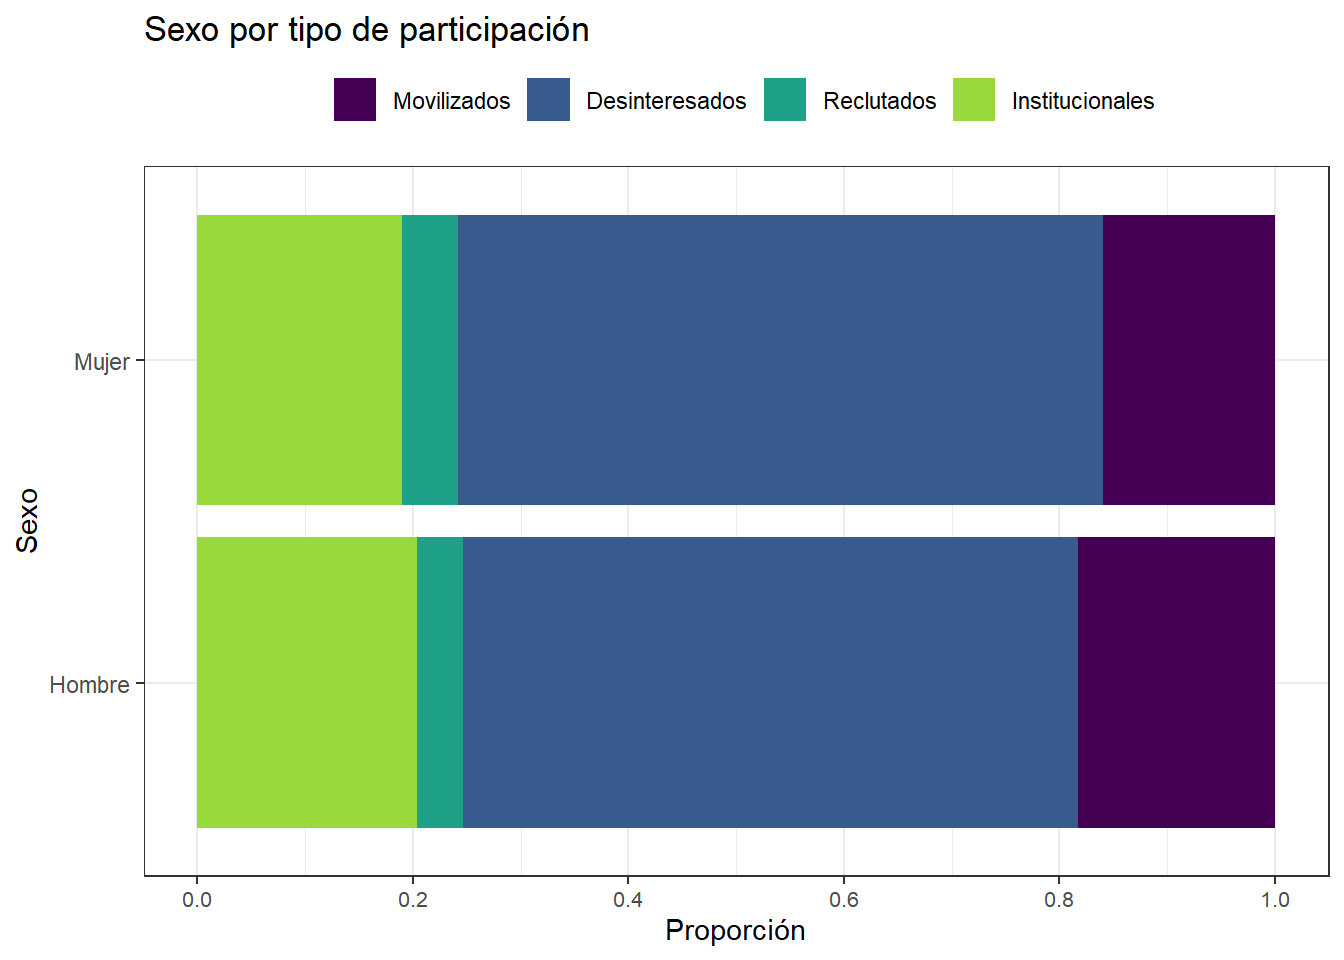 Sexo por tipo de participación
Movilizados Desinteresados Reclutados Institucionales
Mujer
Hombre
Sexo
0.0 0.2 0.4 0.6 0.8 1.0
Proporción